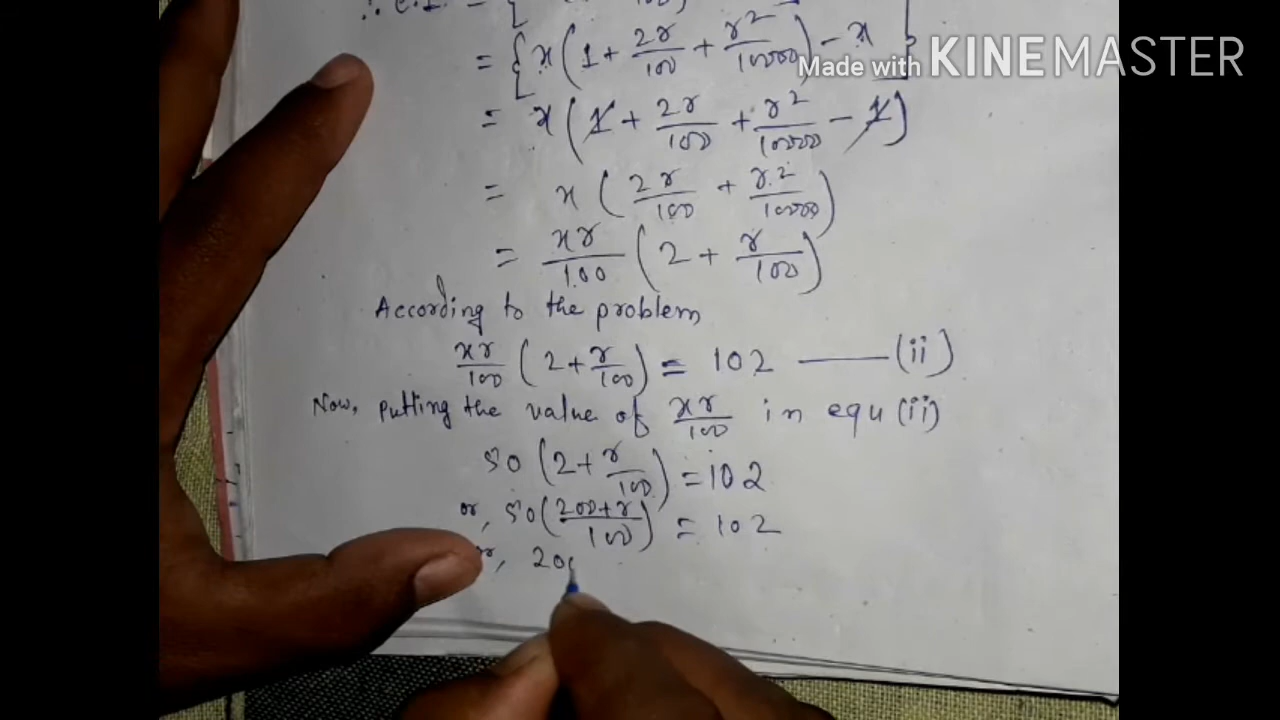 ∴ C.I. = {
= {x(1 + 2r/100 + r²/10000) - x}
Made with KINEMASTER
= x(1 + 2r/100 + r²/10000 - 1)
= x(2r/100 + r²/10000)
= xr/100 (2 + r/100)
According to the problem
xr/100 (2 + r/100) = 102 —— (ii)
Now, putting the value of xr/100 in equ (ii)
50 (2 + r/100) = 102
or, 50 (200+r/100) = 102
or, 200